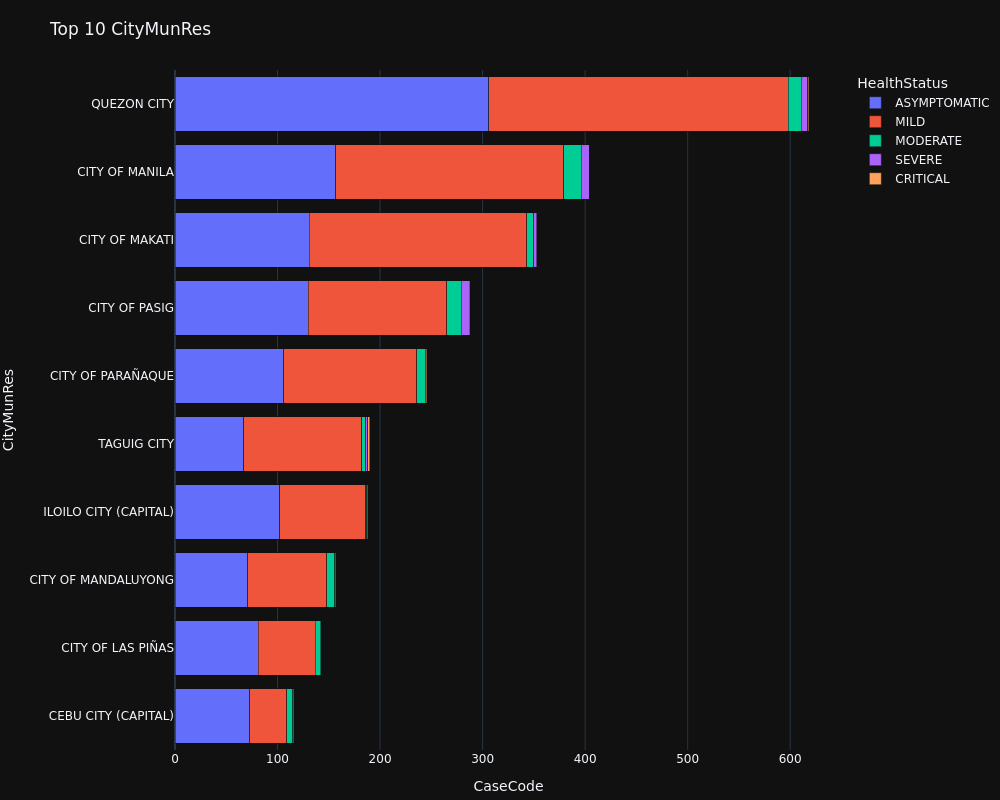 Top 10 CityMunRes
HealthStatus
ASYMPTOMATIC
MILD
MODERATE
SEVERE
CRITICAL
CityMunRes
QUEZON CITY
CITY OF MANILA
CITY OF MAKATI
CITY OF PASIG
CITY OF PARAÑAQUE
TAGUIG CITY
ILOILO CITY (CAPITAL)
CITY OF MANDALUYONG
CITY OF LAS PIÑAS
CEBU CITY (CAPITAL)
0 100 200 300 400 500 600
CaseCode